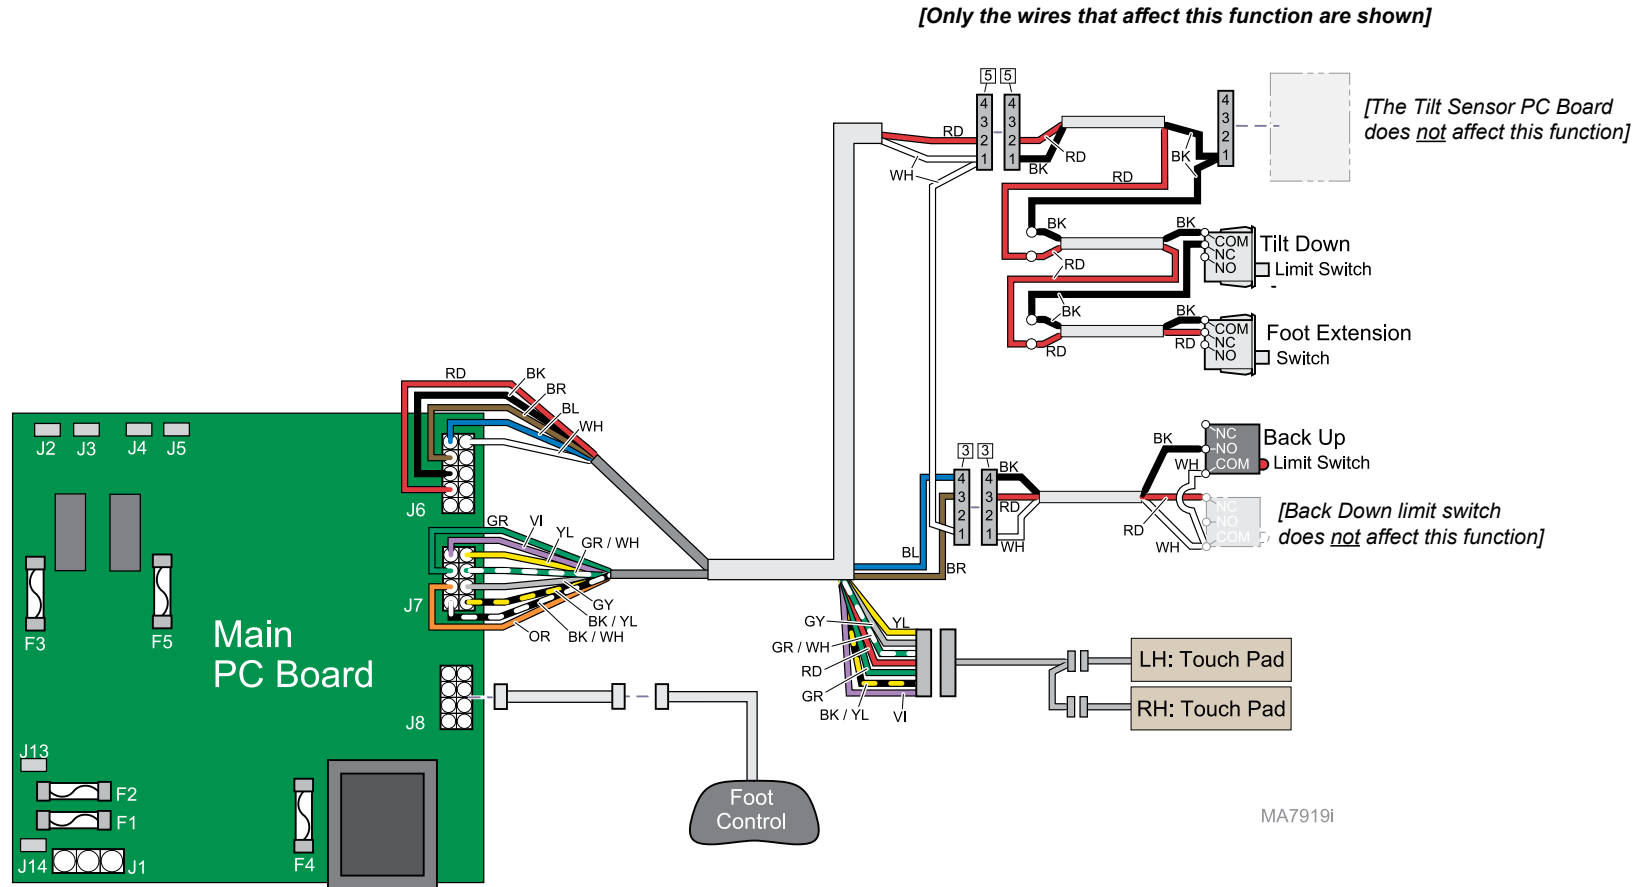 [Only the wires that affect this function are shown]
5 5
4
3
2
1
4
3
2
1
4
3
2
1
RD
WH
RD
BK
RD
BK
[The Tilt Sensor PC Board
does not affect this function]
BK
RD
BK
COM
NC
NO
Tilt Down
Limit Switch
BK
RD
BK
RD
COM
NC
NO
Foot Extension
Switch
RD
BK
BR
BL
WH
J2
J3
J4
J5
J6
GR
VI
YL
GR / WH
GY
BK / YL
BK / WH
OR
J7
F3
F5
Main
PC Board
J8
J13
F2
F1
J14
J1
F4
Foot
Control
3 3
4
3
2
1
4
3
2
1
BL
BR
BK
RD
WH
BK
WH
RD
WH
NC
NO
COM
Back Up
Limit Switch
NC
NO
COM
[Back Down limit switch
does not affect this function]
GY
YL
GR / WH
RD
GR
BK / YL
VI
LH: Touch Pad
RH: Touch Pad
MA7919i